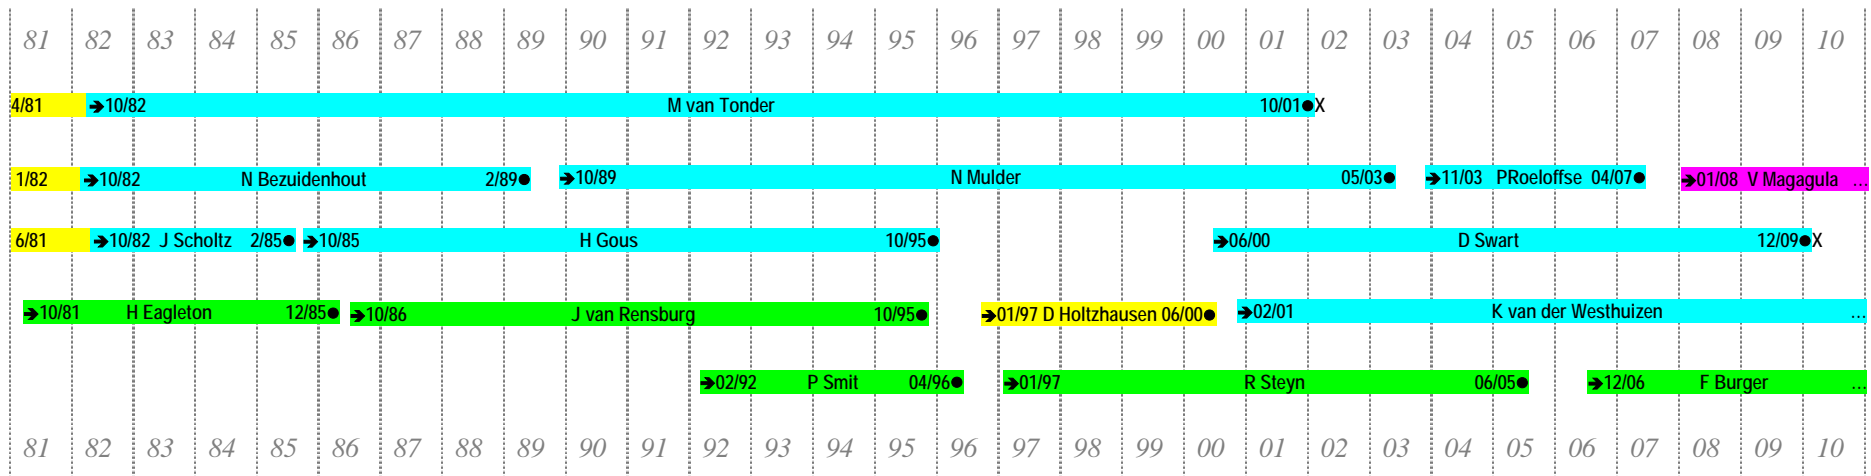 81 82 83 84 85 86 87 88 89 90 91 92 93 94 95 96 97 98 99 00 01 02 03 04 05 06 07 08 09 10
4/81 ➔10/82 M van Tonder 10/01●X
1/82 ➔10/82 N Bezuidenhout 2/89● ➔10/89 N Mulder 05/03● ➔11/03 PRoeloffse 04/07● ➔01/08 V Magagula ...
6/81 ➔10/82 J Scholtz 2/85● ➔10/85 H Gous 10/95● ➔06/00 D Swart 12/09●X
➔10/81 H Eagleton 12/85● ➔10/86 J van Rensburg 10/95● ➔01/97 D Holtzhausen 06/00● ➔02/01 K van der Westhuizen ...
➔02/92 P Smit 04/96● ➔01/97 R Steyn 06/05● ➔12/06 F Burger ...
81 82 83 84 85 86 87 88 89 90 91 92 93 94 95 96 97 98 99 00 01 02 03 04 05 06 07 08 09 10